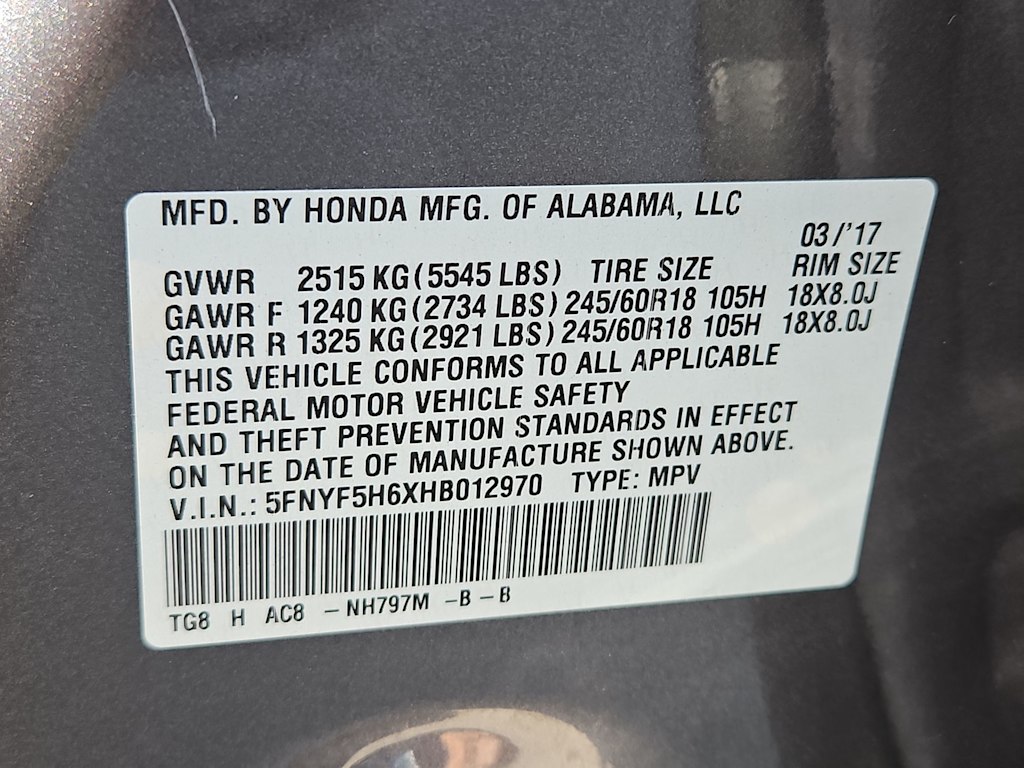 MFD. BY HONDA MFG. OF ALABAMA, LLC
03/'17
GVWR 2515 KG (5545 LBS) TIRE SIZE RIM SIZE
GAWR F 1240 KG (2734 LBS) 245/60R18 105H 18X8.0J
GAWR R 1325 KG (2921 LBS) 245/60R18 105H 18X8.0J
THIS VEHICLE CONFORMS TO ALL APPLICABLE
FEDERAL MOTOR VEHICLE SAFETY
AND THEFT PREVENTION STANDARDS IN EFFECT
ON THE DATE OF MANUFACTURE SHOWN ABOVE.
V.I.N.: 5FNYF5H6XHB012970 TYPE: MPV
TG8 H AC8 – NH797M – B – B